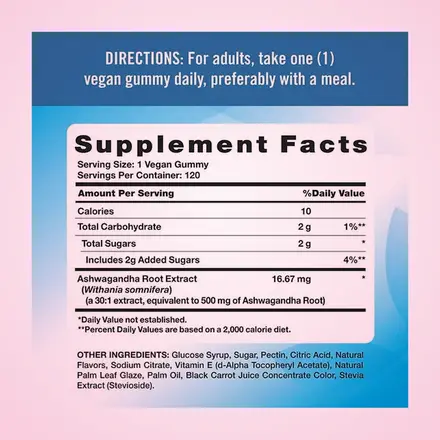 DIRECTIONS: For adults, take one (1)
vegan gummy daily, preferably with a meal.
Supplement Facts
Serving Size: 1 Vegan Gummy
Servings Per Container: 120
Amount Per Serving %Daily Value
Calories 10
Total Carbohydrate 2 g 1%**
Total Sugars 2 g *
Includes 2g Added Sugars 4%**
Ashwagandha Root Extract 16.67 mg *
(Withania somnifera)
(a 30:1 extract, equivalent to 500 mg of Ashwagandha Root)
*Daily Value not established.
**Percent Daily Values are based on a 2,000 calorie diet.
OTHER INGREDIENTS: Glucose Syrup, Sugar, Pectin, Citric Acid, Natural
Flavors, Sodium Citrate, Vitamin E (d-Alpha Tocopheryl Acetate), Natural
Palm Leaf Glaze, Palm Oil, Black Carrot Juice Concentrate Color, Stevia
Extract (Stevioside).